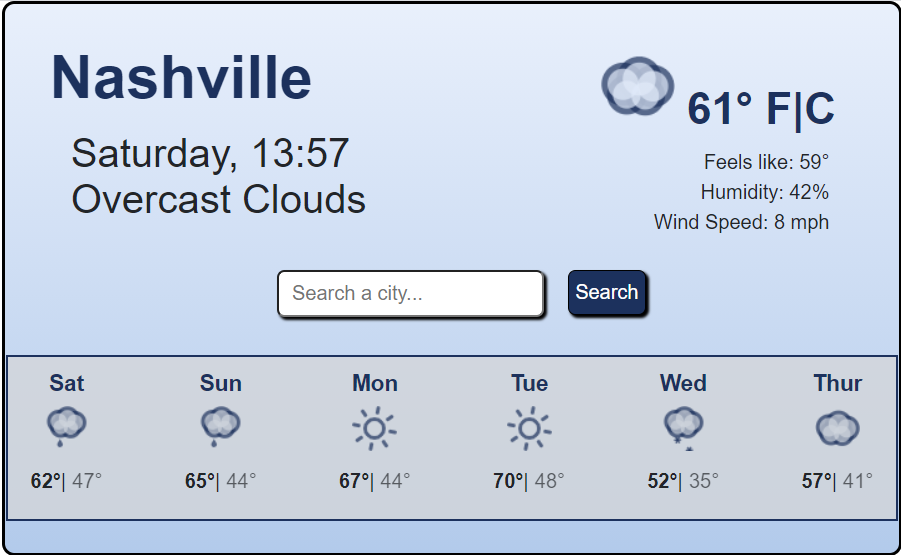 Nashville
61° F|C
Saturday, 13:57
Overcast Clouds
Feels like: 59°
Humidity: 42%
Wind Speed: 8 mph
Search a city...
Search
Sat Sun Mon Tue Wed Thur
62°| 47° 65°| 44° 67°| 44° 70°| 48° 52°| 35° 57°| 41°